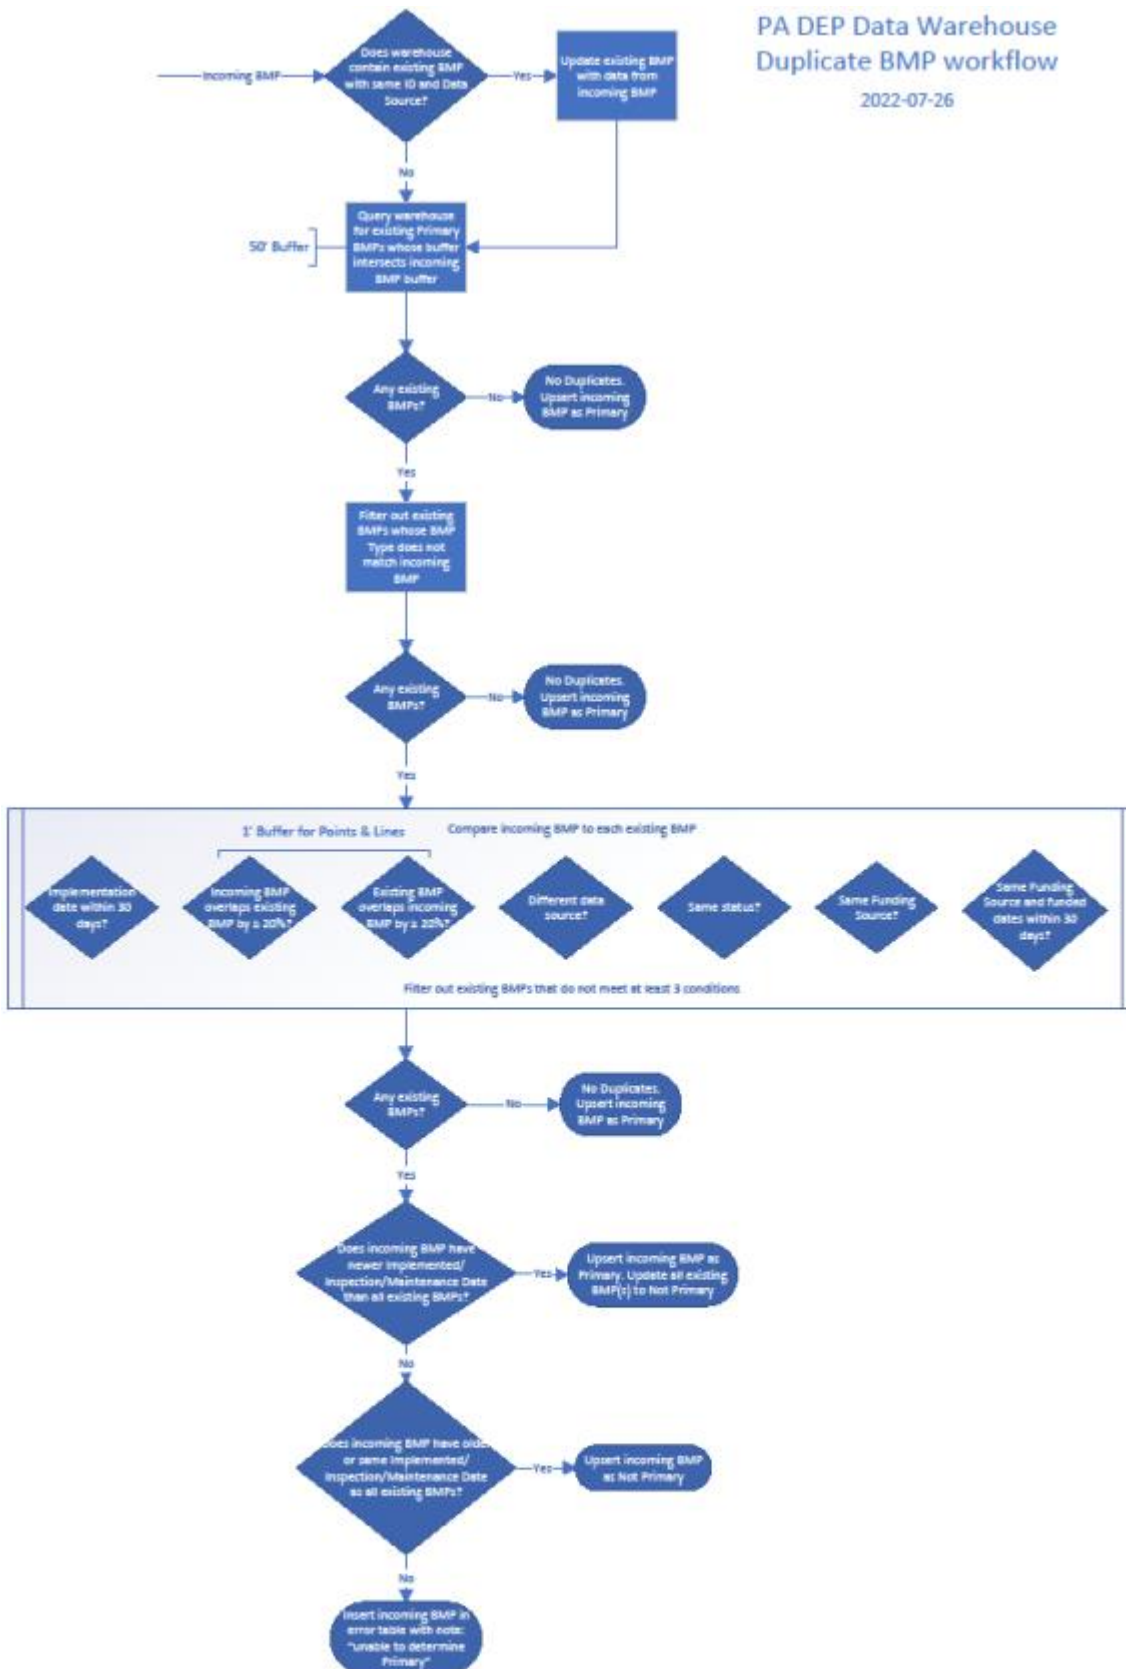 PA DEP Data Warehouse
Duplicate BMP workflow
2022-07-26
Incoming BMP
Does warehouse
contain existing BMP
with same ID and Data
Source?
Yes
Update existing BMP
with data from
incoming BMP
No
50' Buffer
Query warehouse
for existing Primary
BMPs whose buffer
intersects incoming
BMP buffer
Any existing
BMPs?
No
No Duplicates.
Upsert incoming
BMP as Primary
Yes
Filter out existing
BMPs whose BMP
Type does not
match incoming
BMP
Any existing
BMPs?
No
No Duplicates.
Upsert incoming
BMP as Primary
Yes
1' Buffer for Points & Lines
Compare incoming BMP to each existing BMP
Implementation
date within 30
days?
Incoming BMP
overlaps existing
BMP by ≥ 20%?
Existing BMP
overlaps incoming
BMP by ≥ 20%?
Different data
source?
Same status?
Same Funding
Source?
Same Funding
Source and funded
dates within 30
days?
Filter out existing BMPs that do not meet at least 3 conditions
Any existing
BMPs?
No
No Duplicates.
Upsert incoming
BMP as Primary
Yes
Does incoming BMP have
newer Implemented/
Inspection/Maintenance Date
than all existing BMPs?
Yes
Upsert incoming BMP as
Primary. Update all existing
BMP(s) to Not Primary
No
Does incoming BMP have older
or same Implemented/
Inspection/Maintenance Date
as all existing BMPs?
Yes
Upsert incoming BMP
as Not Primary
No
Insert incoming BMP in
error table with note:
"unable to determine
Primary"